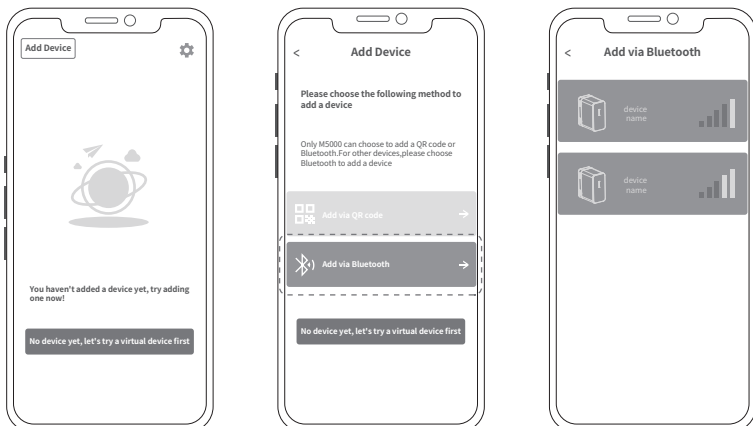 Add Device
You haven't added a device yet, try adding
one now!
No device yet, let's try a virtual device first
<
Add Device
Please choose the following method to
add a device
Only M5000 can choose to add a QR code or
Bluetooth.For other devices,please choose
Bluetooth to add a device
Add via QR code
Add via Bluetooth
No device yet, let's try a virtual device first
<
Add via Bluetooth
device
name
device
name